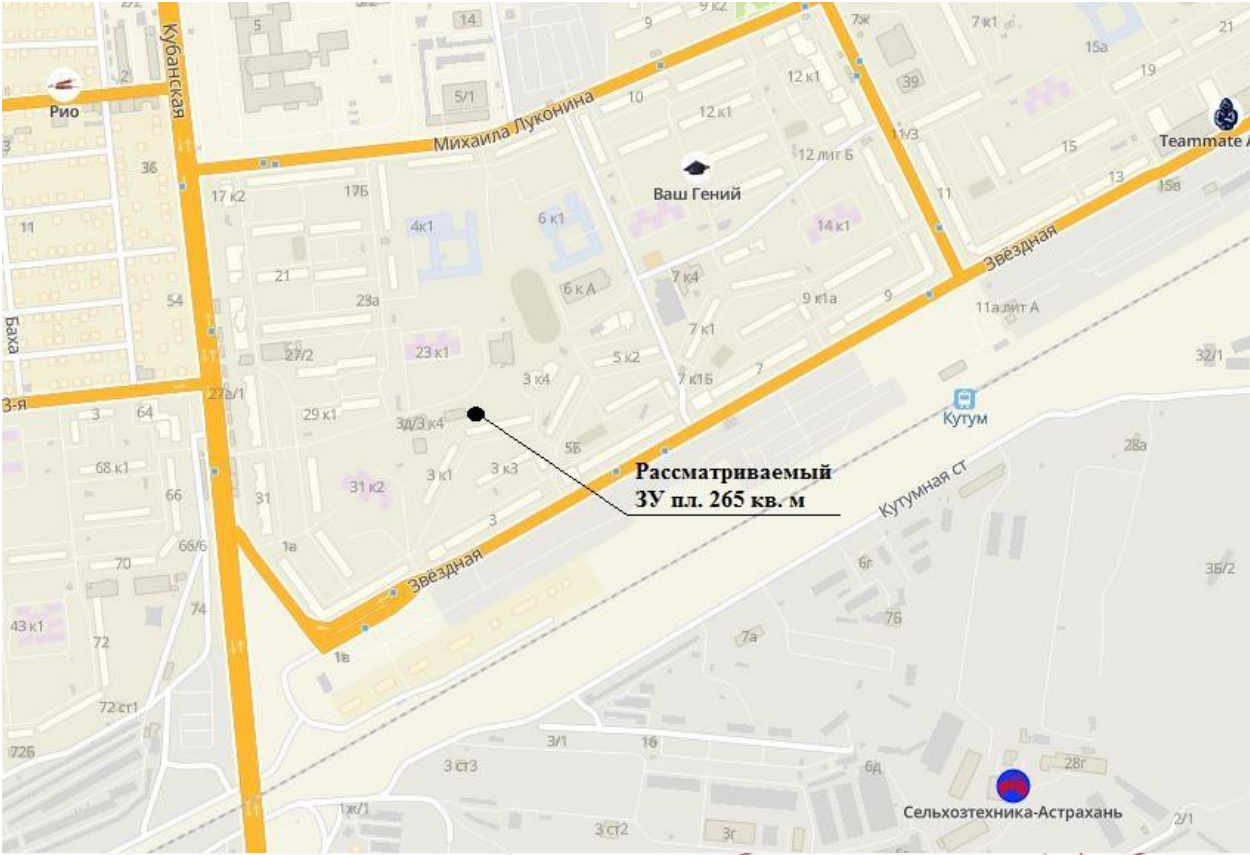 2/2
5
14
9
9 к2
7ж
7 к1
15а
21
Кубанская
2
Рио
5/1
10
12 к1
39
19
12 к1
Михаила Луконина
11/3
15
Teammate A
3
36
17 к2
17Б
12 лит Б
Ваш Гений
11
13
15в
11
4к1
6 к1
14 к1
Звёздная
21
23а
6 к А
7 к4
9 к1а
9
11а лит А
54
Баха
27/2
23 к1
7 к1
5 к2
32/1
3-я
27а/1
3 к4
7 к1Б
7
Кутум
3
64
29 к1
3д/3 к4
5Б
28а
68 к1
66
31
31 к2
3 к1
3 к3
Рассматриваемый
ЗУ пл. 265 кв. м
Кутумная ст
3
66/6
1а
Звёздная
70
6г
3Б/2
74
43 к1
72
7Б
7а
1в
72 ст1
72Б
3/1
16
3 ст3
6д
28г
1ж/1
Сельхозтехника-Астрахань
3 ст2
3г
2/1